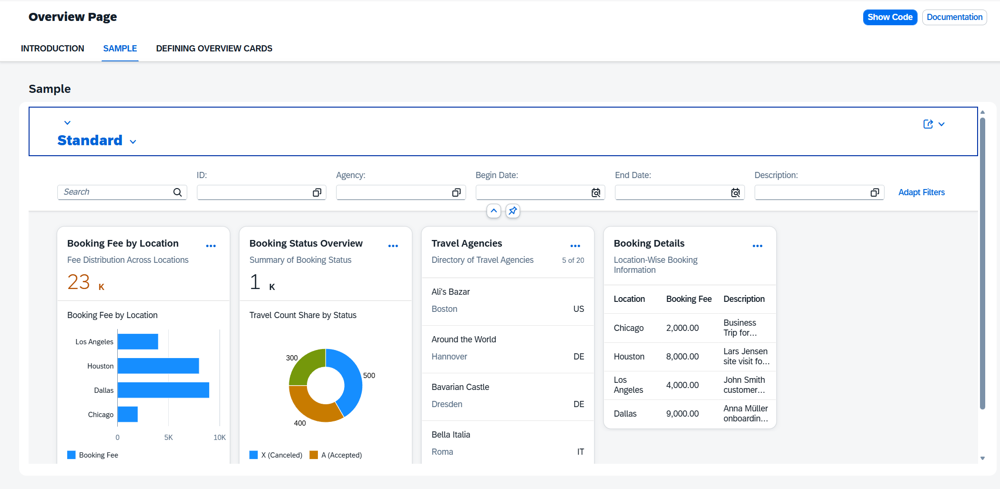 Overview Page
Show Code
Documentation
INTRODUCTION
SAMPLE
DEFINING OVERVIEW CARDS
Sample
Standard
Search
ID:
Agency:
Begin Date:
End Date:
Description:
Adapt Filters
Booking Fee by Location
Fee Distribution Across Locations
23 K
Booking Fee by Location
Los Angeles
Houston
Dallas
Chicago
0 5K 10K
Booking Fee
Booking Status Overview
Summary of Booking Status
1 K
Travel Count Share by Status
300
500
400
X (Canceled) A (Accepted)
Travel Agencies
Directory of Travel Agencies 5 of 20
Ali's Bazar
Boston US
Around the World
Hannover DE
Bavarian Castle
Dresden DE
Bella Italia
Roma IT
Booking Details
Location-Wise Booking
Information
Location Booking Fee Description
Chicago 2,000.00 Business
Trip for...
Houston 8,000.00 Lars Jensen
site visit fo...
Los
Angeles 4,000.00 John Smith
customer...
Dallas 9,000.00 Anna Müller
onboardin...